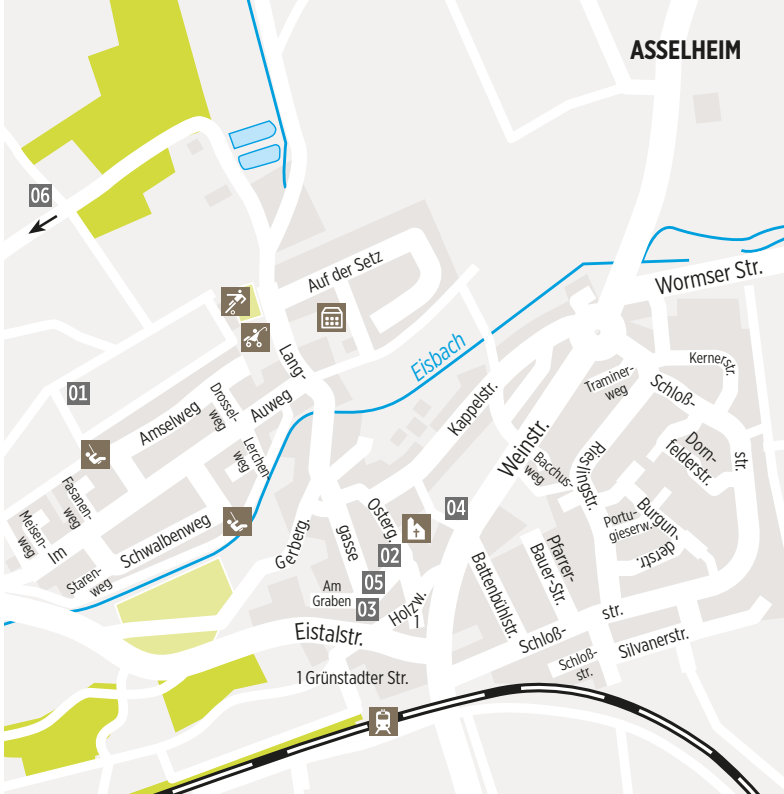 ASSELHEIM
06
Auf der Setz
Wormser Str.
Lang-
Eisbach
Kernerstr.
Traminer-
weg
Schloß-
01
Drossel-
weg
Auweg
Amselweg
Kappelstr.
Weinstr.
Dorn-
felderstr.
str.
Lerchen-
weg
Bacchus-
weg
Rieslingstr.
Fasanen-
weg
Meisen-
weg
Im
Schwalbenweg
Staren-
weg
Gerberg.
gasse
Osterg.
04
02
05
03
Am
Graben
Holzw.
1
Portu-
gieserw.
Burgun-
derstr.
Pfarrer-
Bauer-Str.
Battenbühlstr.
Eistalstr.
Schloß-
str.
Schloß-
str.
Silvanerstr.
1 Grünstadter Str.